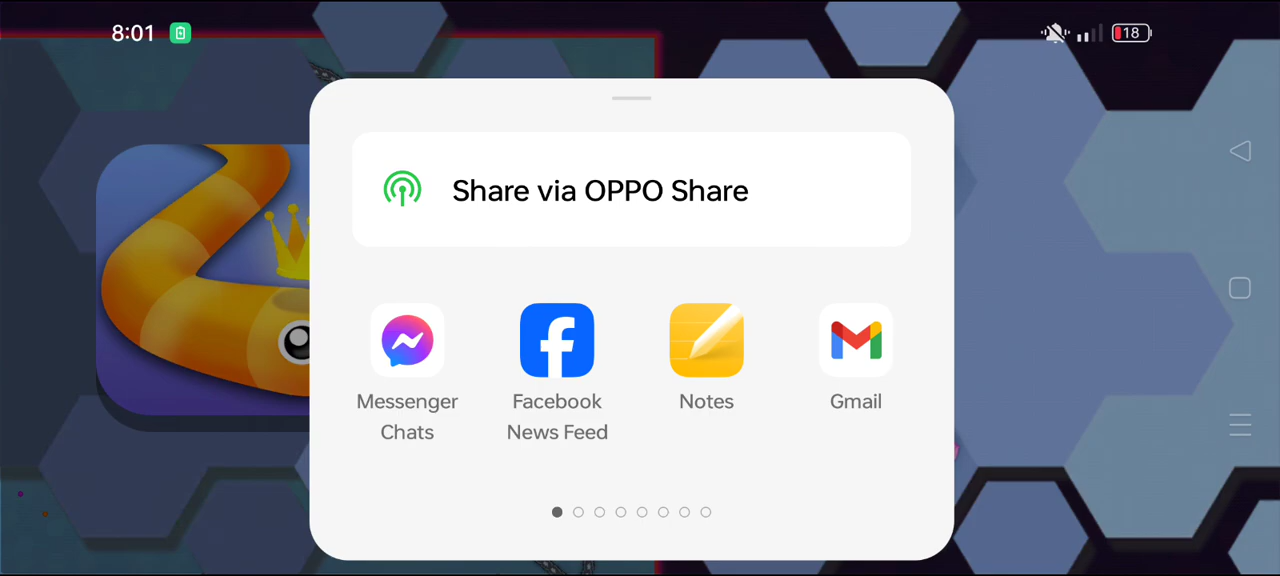 8:01
18
Share via OPPO Share
Messenger
Chats
Facebook
News Feed
Notes
Gmail